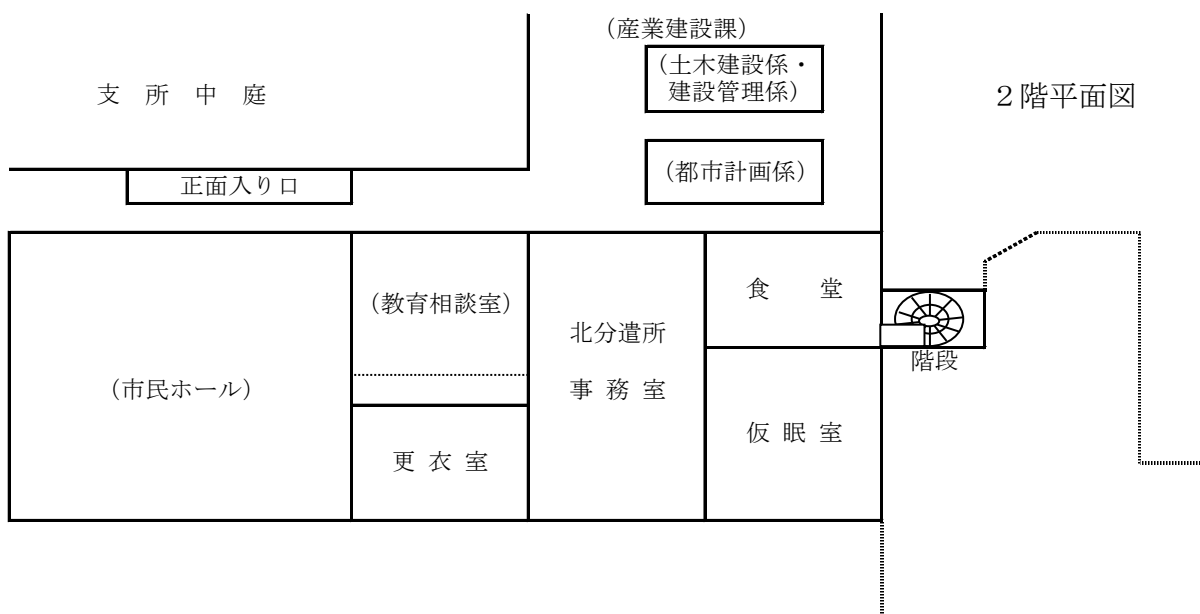 (産業建設課)
(土木建設係・
建設管理係)
支 所 中 庭
2階平面図
(都市計画係)
正面入り口
食 堂
(教育相談室)
北分遣所
階段
(市民ホール)
事 務 室
仮 眠 室
更 衣 室